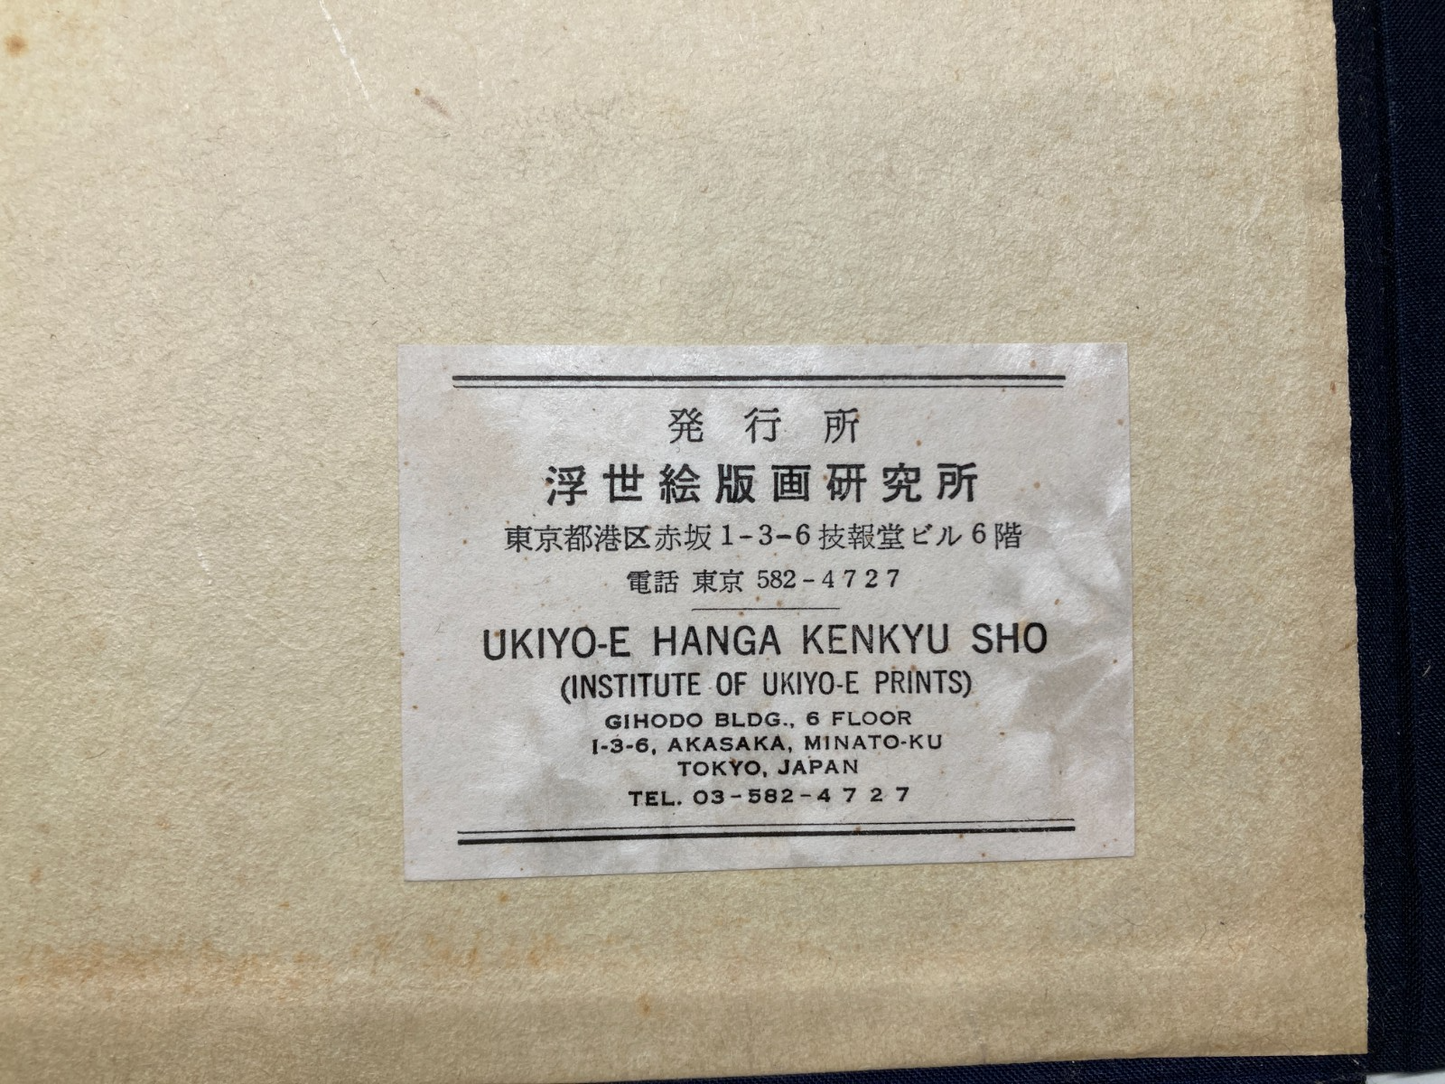 発行所
浮世絵版画研究所
東京都港区赤坂1-3-6技報堂ビル6階
電話 東京 582-4727
UKIYO-E HANGA KENKYU SHO
(INSTITUTE OF UKIYO-E PRINTS)
GIHODO BLDG., 6 FLOOR
1-3-6, AKASAKA, MINATO-KU
TOKYO, JAPAN
TEL. 03-582-4727